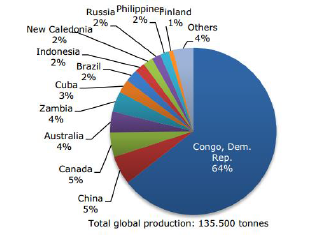 Russia
2%
Philippines
2%
Finland
1%
Others
4%
New Caledonia
2%
Indonesia
2%
Brazil
2%
Cuba
3%
Zambia
4%
Australia
4%
Canada
5%
China
5%
Congo, Dem.
Rep.
64%
Total global production: 135.500 tonnes